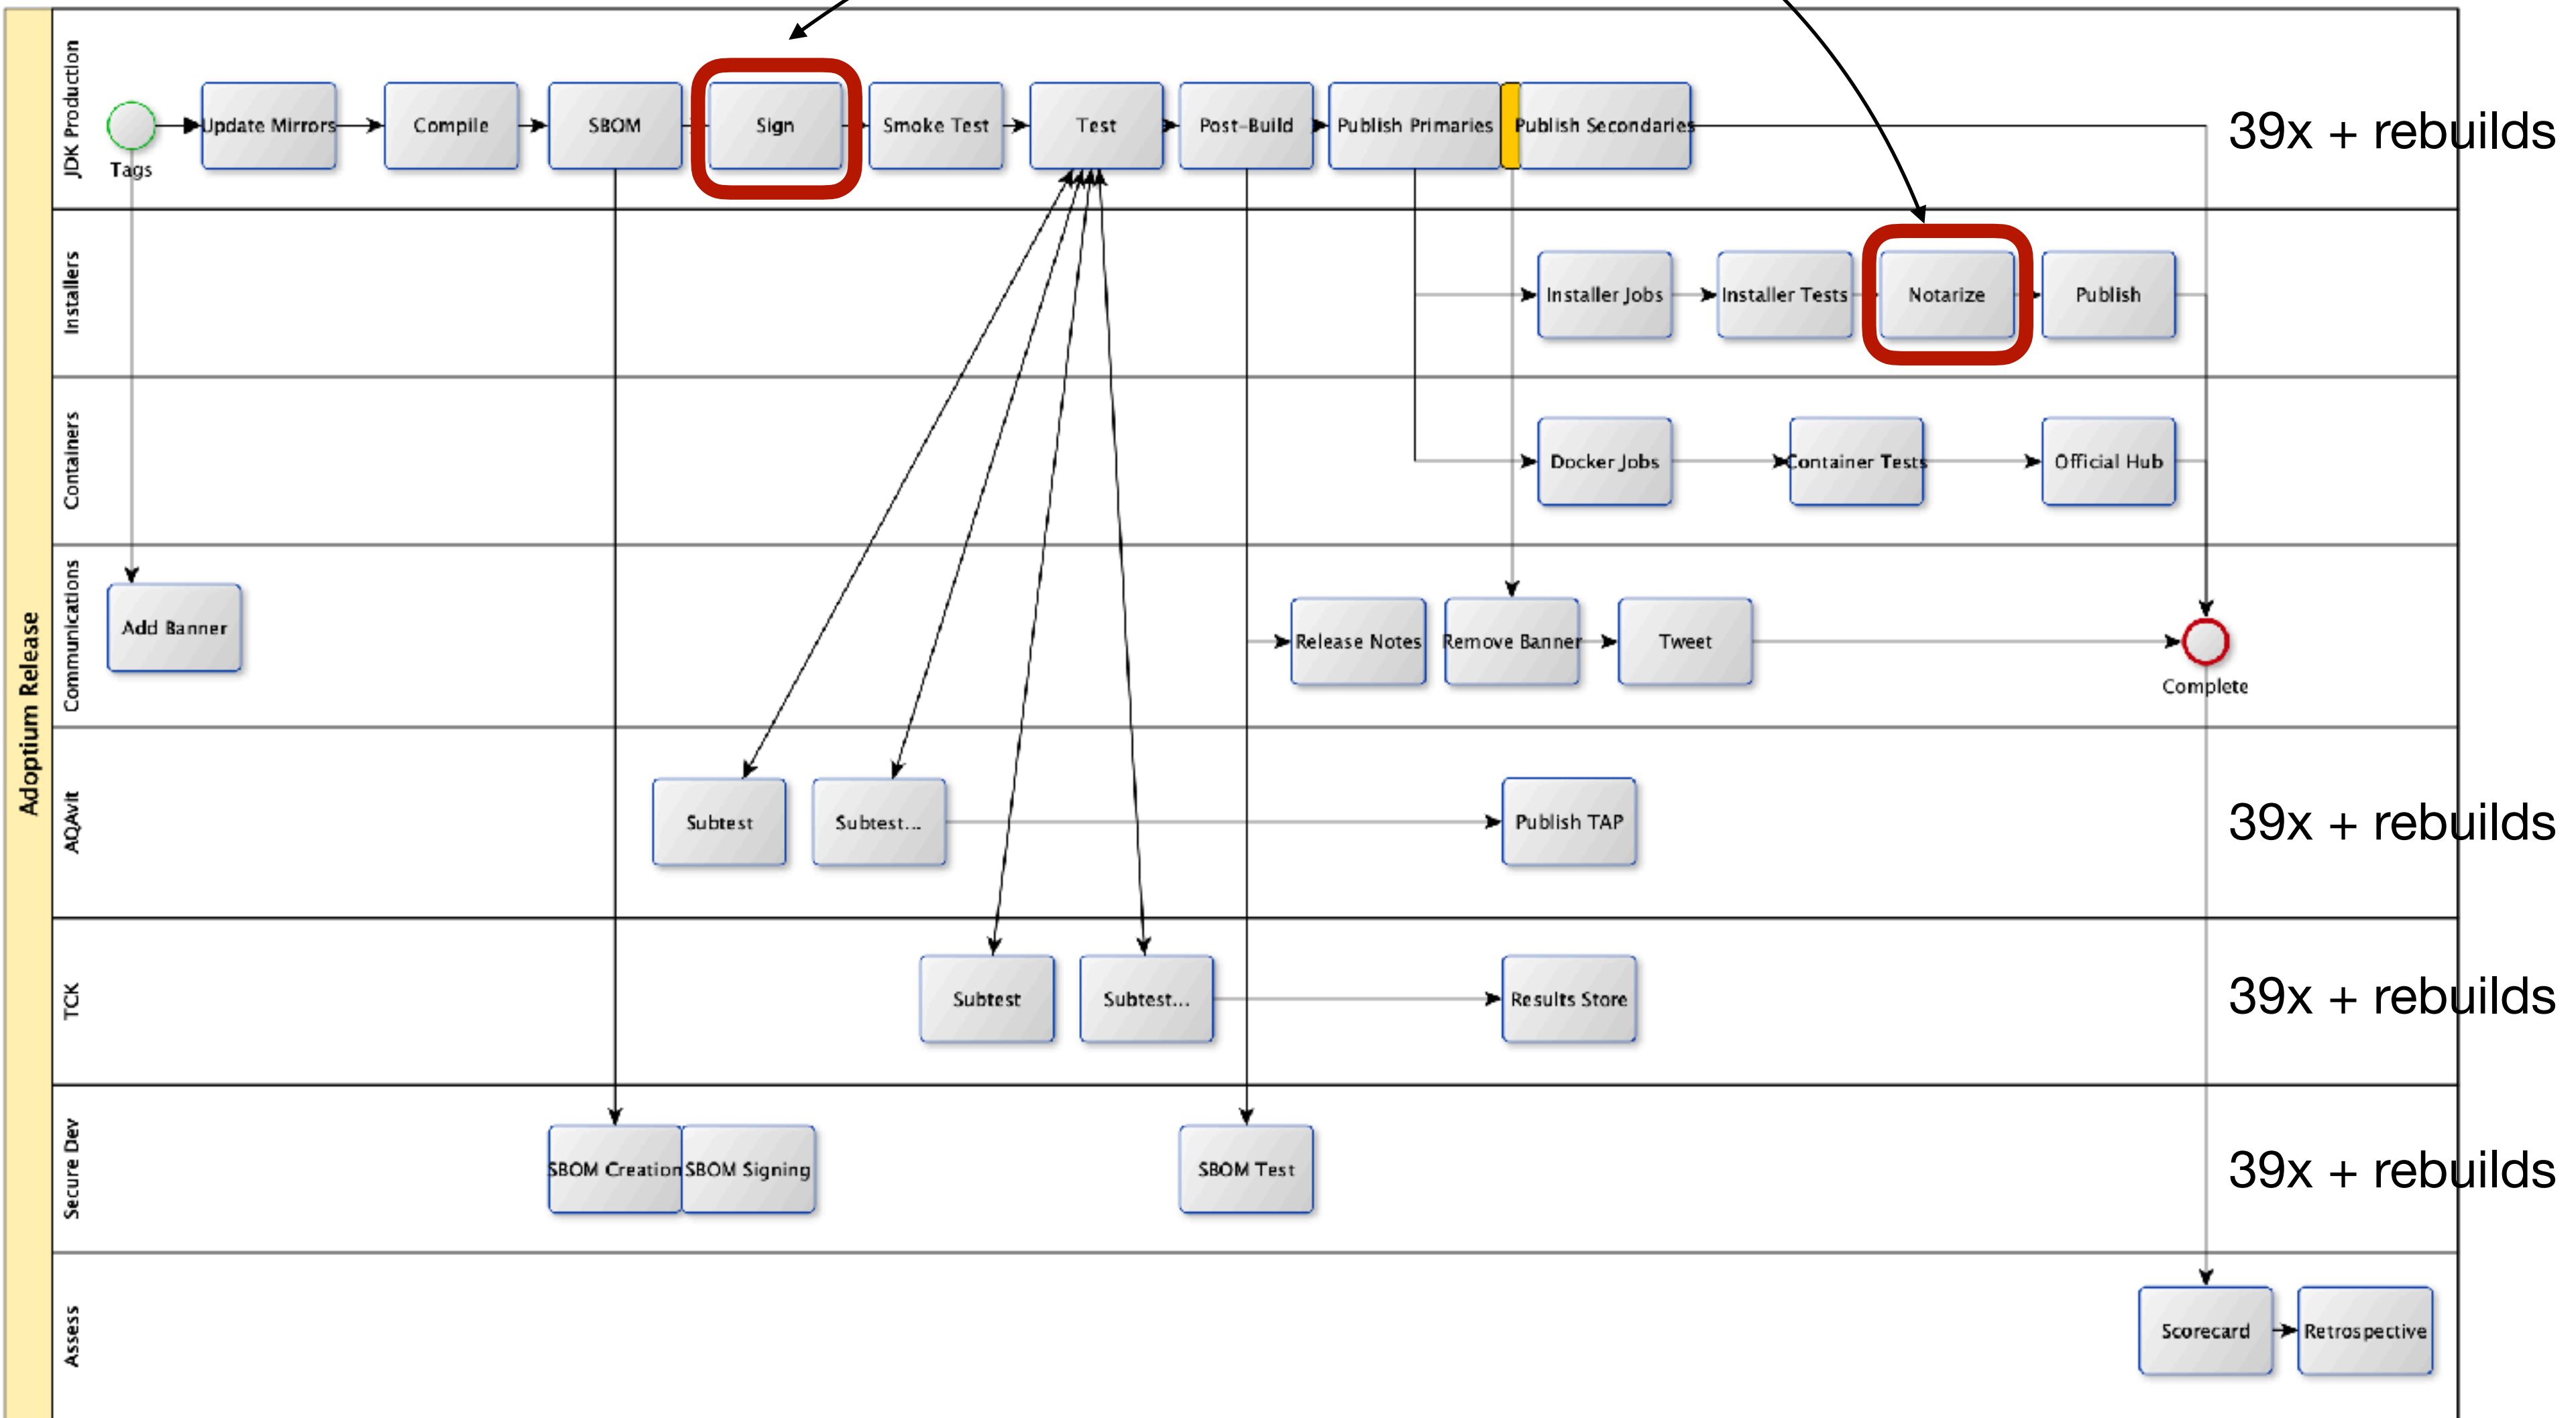 Adoptium Release
JDK Production
Tags
Update Mirrors
Compile
SBOM
Sign
Smoke Test
Test
Post-Build
Publish Primaries
Publish Secondaries
39x + rebuilds
Installers
Installer Jobs
Installer Tests
Notarize
Publish
Containers
Docker Jobs
Container Tests
Official Hub
Communications
Add Banner
Release Notes
Remove Banner
Tweet
Complete
AQAvit
Subtest
Subtest...
Publish TAP
39x + rebuilds
TCK
Subtest
Subtest...
Results Store
39x + rebuilds
Secure Dev
SBOM Creation
SBOM Signing
SBOM Test
39x + rebuilds
Assess
Scorecard
Retrospective